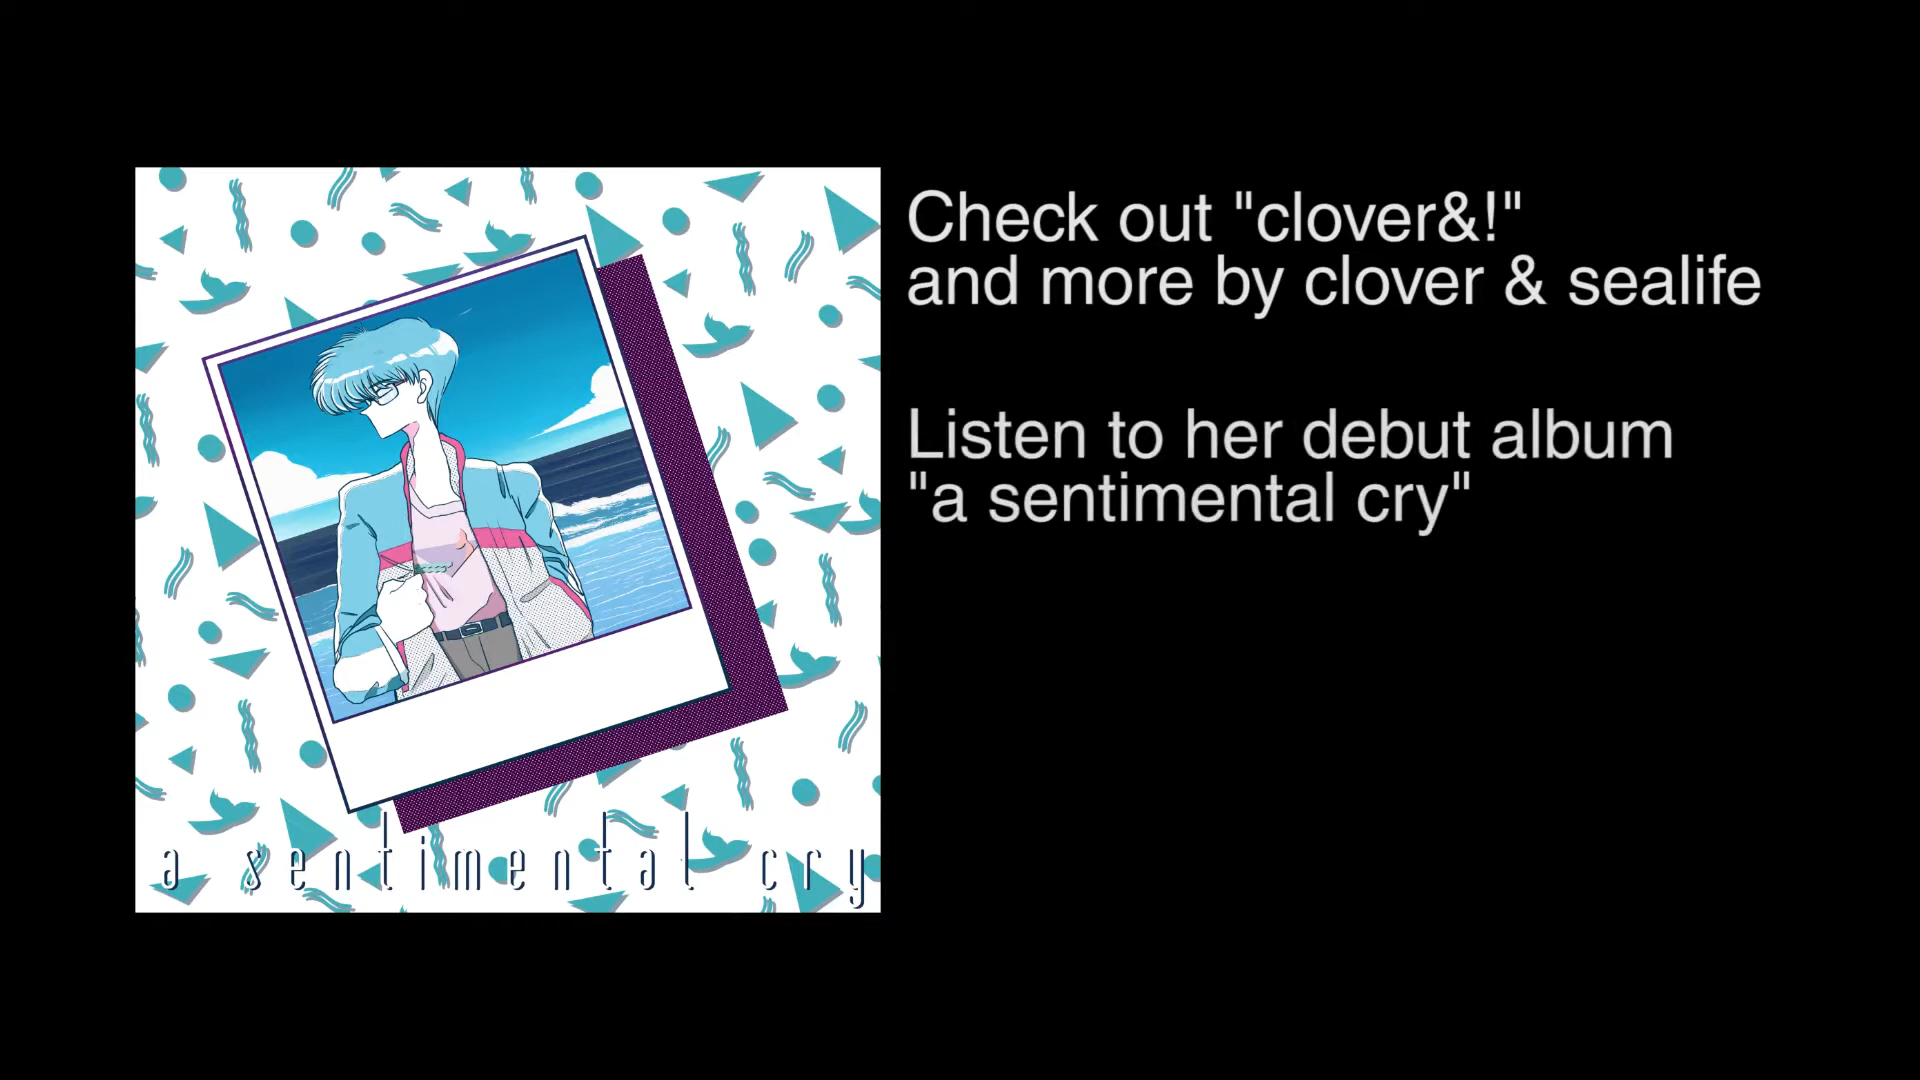 Check out "clover&!"
and more by clover & sealife
Listen to her debut album
"a sentimental cry"
a sentimental cry